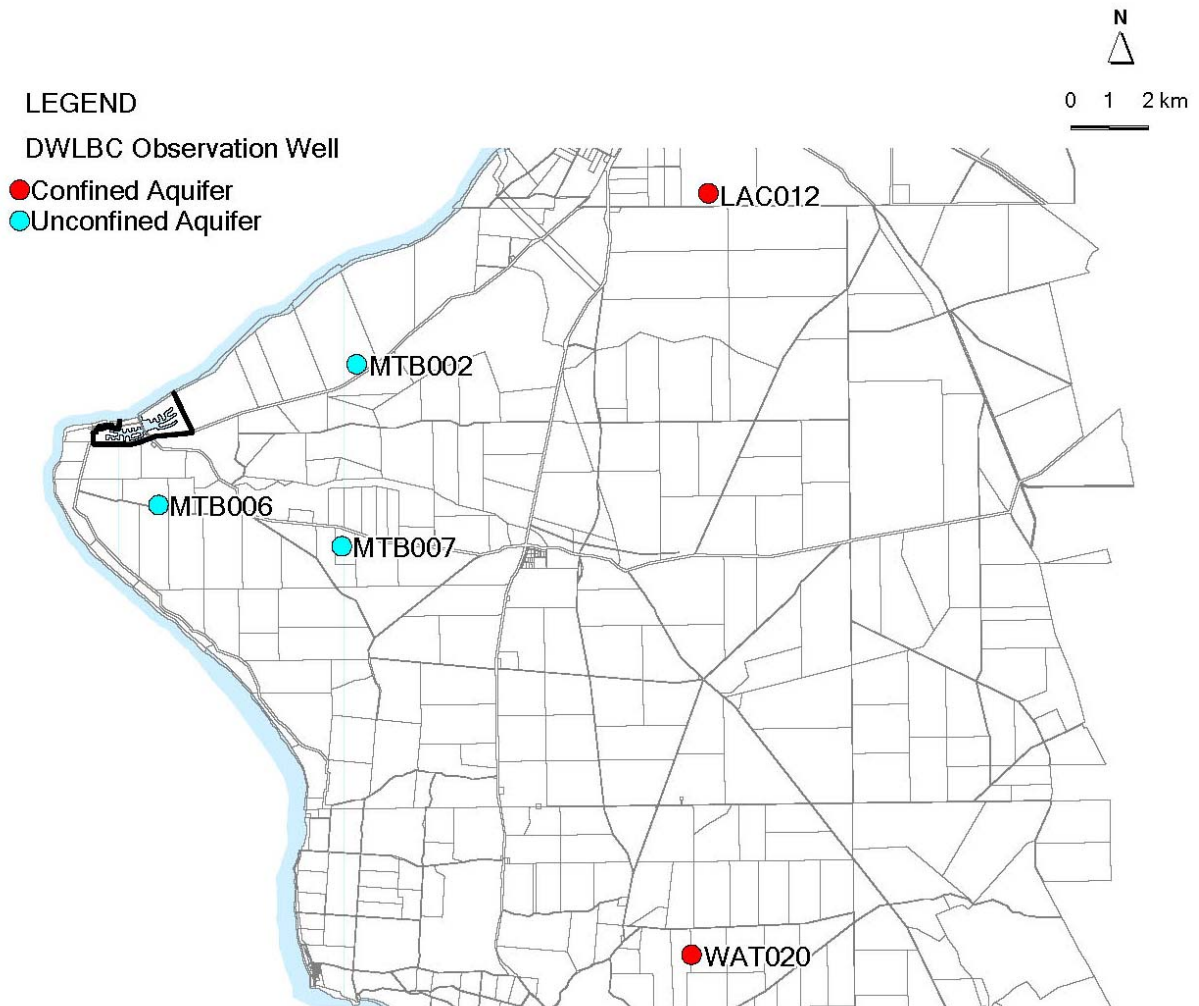 N
0 1 2 km
LEGEND
DWLBC Observation Well
Confined Aquifer
Unconfined Aquifer
LAC012
MTB002
MTB006
MTB007
WAT020